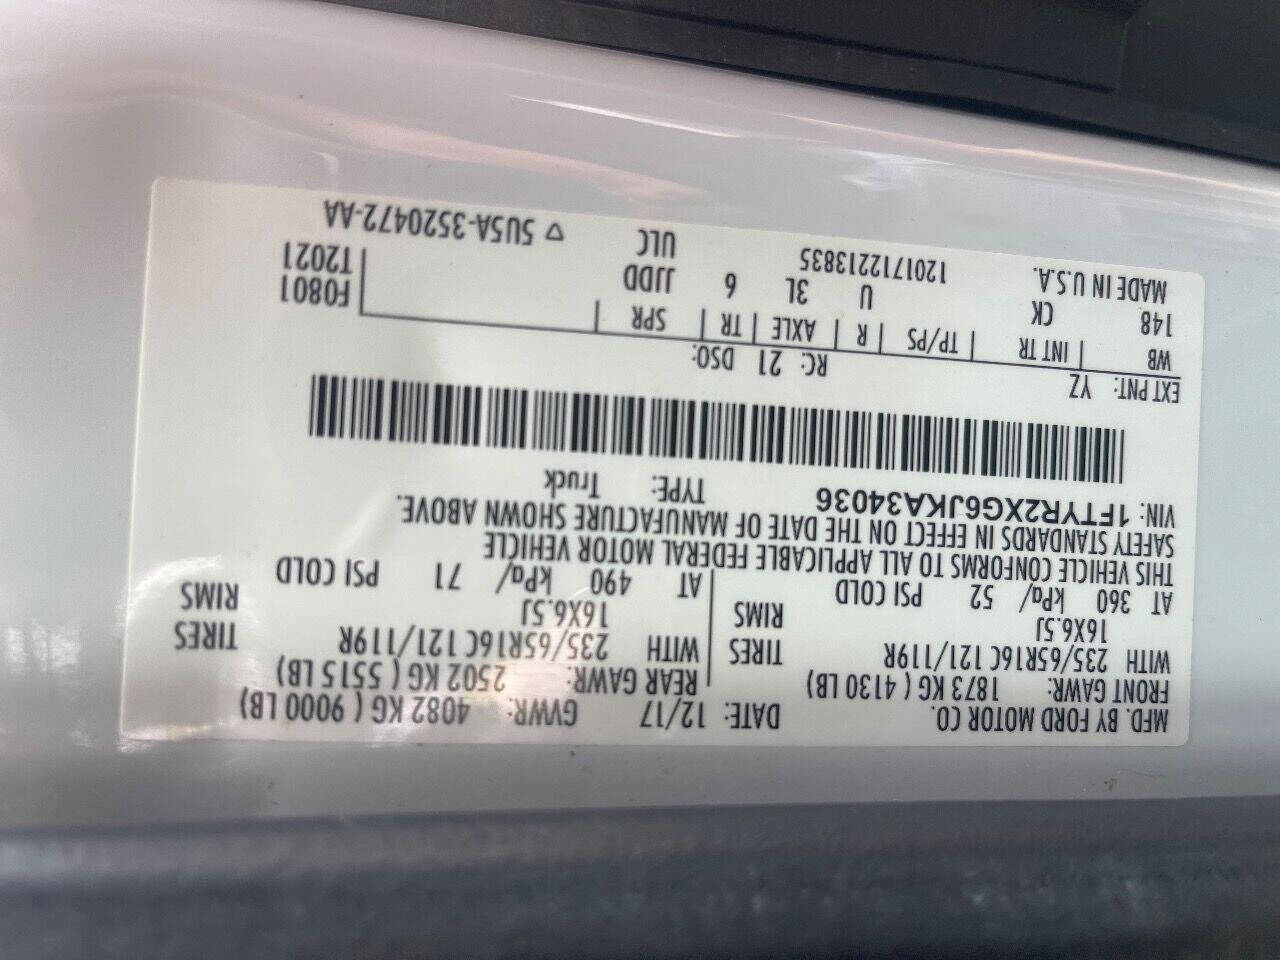 MFD. BY FORD MOTOR CO. DATE: 12/17 GVWR: 4082 KG ( 9000 LB)
FRONT GAWR: 1873 KG ( 4130 LB) REAR GAWR: 2502 KG ( 5515 LB)
WITH 235/65R16C 121/119R TIRES WITH 235/65R16C 121/119R TIRES
16X6.5J RIMS 16X6.5J RIMS
AT 360 kPa/ 52 PSI COLD AT 490 kPa/ 71 PSI COLD
THIS VEHICLE CONFORMS TO ALL APPLICABLE FEDERAL MOTOR VEHICLE
SAFETY STANDARDS IN EFFECT ON THE DATE OF MANUFACTURE SHOWN ABOVE.
VIN: 1FTYR2XG6JKA34036 TYPE: Truck
EXT PNT: YZ RC: 21 DSO:
WB INT TR TP/PS R AXLE TR SPR F0801
148 CK U 3L 6 JJDD T2021
MADE IN U.S.A. 1201712213835 ULC ▽ 5U5A-3520472-AA